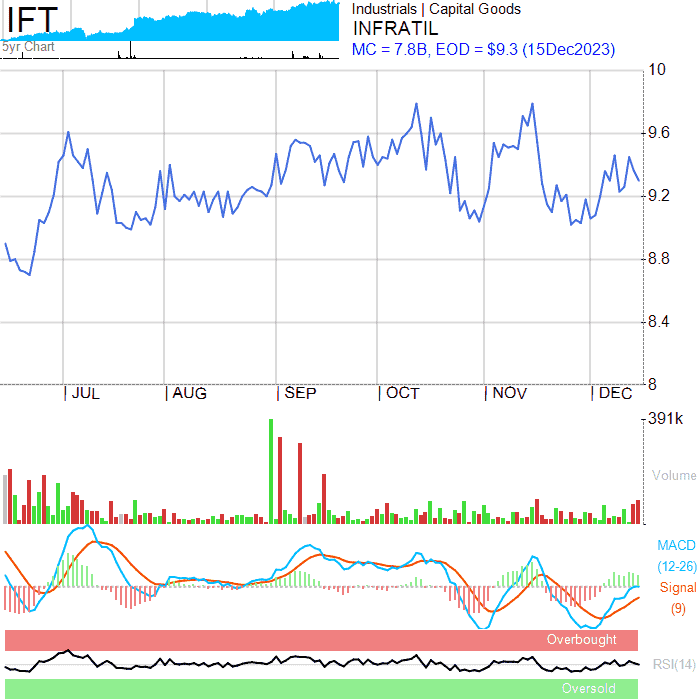 IFT
5yr Chart
Industrials | Capital Goods
INFRATIL
MC = 7.8B, EOD = $9.3 (15Dec2023)
10
9.6
9.2
8.8
8.4
8
JUL AUG SEP OCT NOV DEC
391k
Volume
MACD
(12-26)
Signal
(9)
Overbought
RSI(14)
Oversold